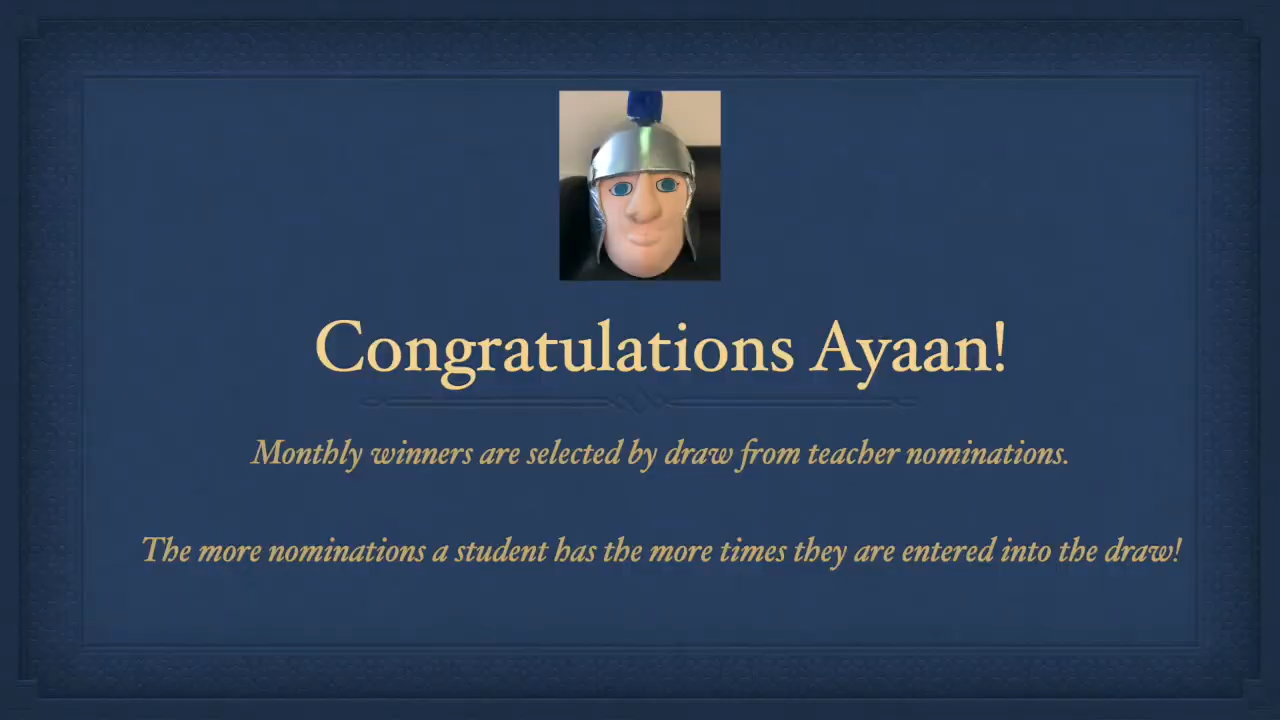 Congratulations Ayaan!
Monthly winners are selected by draw from teacher nominations.
The more nominations a student has the more times they are entered into the draw!